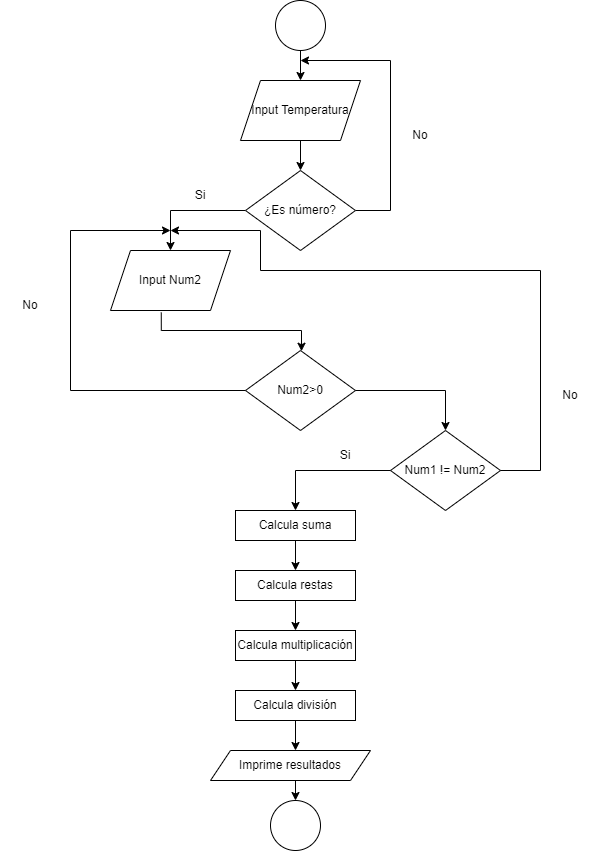 Input Temperatura
No
Si
¿Es número?
Input Num2
No
Num2>0
No
Si
Num1 != Num2
Calcula suma
Calcula restas
Calcula multiplicación
Calcula división
Imprime resultados